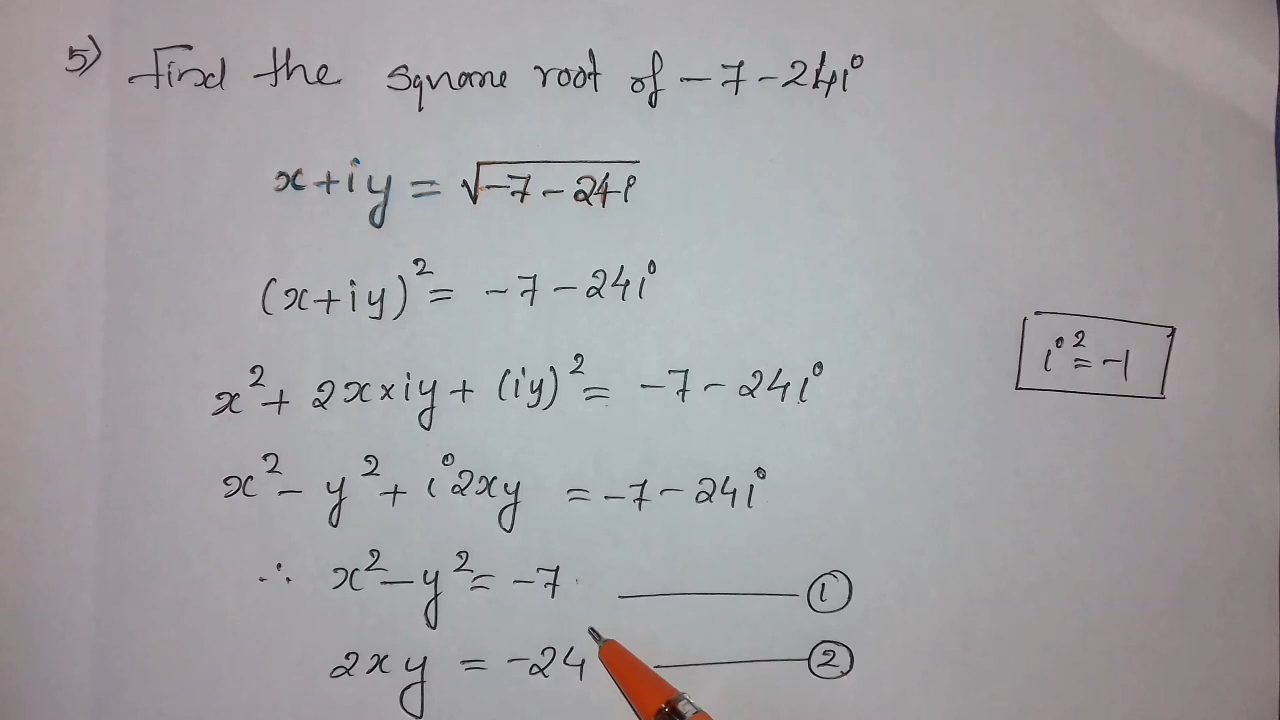 5) Find the square root of -7-24i
x+iy = √-7-24i
(x+iy)² = -7-24i
x²+ 2x×iy + (iy)² = -7-24i
i² = -1
x²- y²+ i2xy = -7-24i
∴ x²-y² = -7 ——— ①
2xy = -24 ——— ②